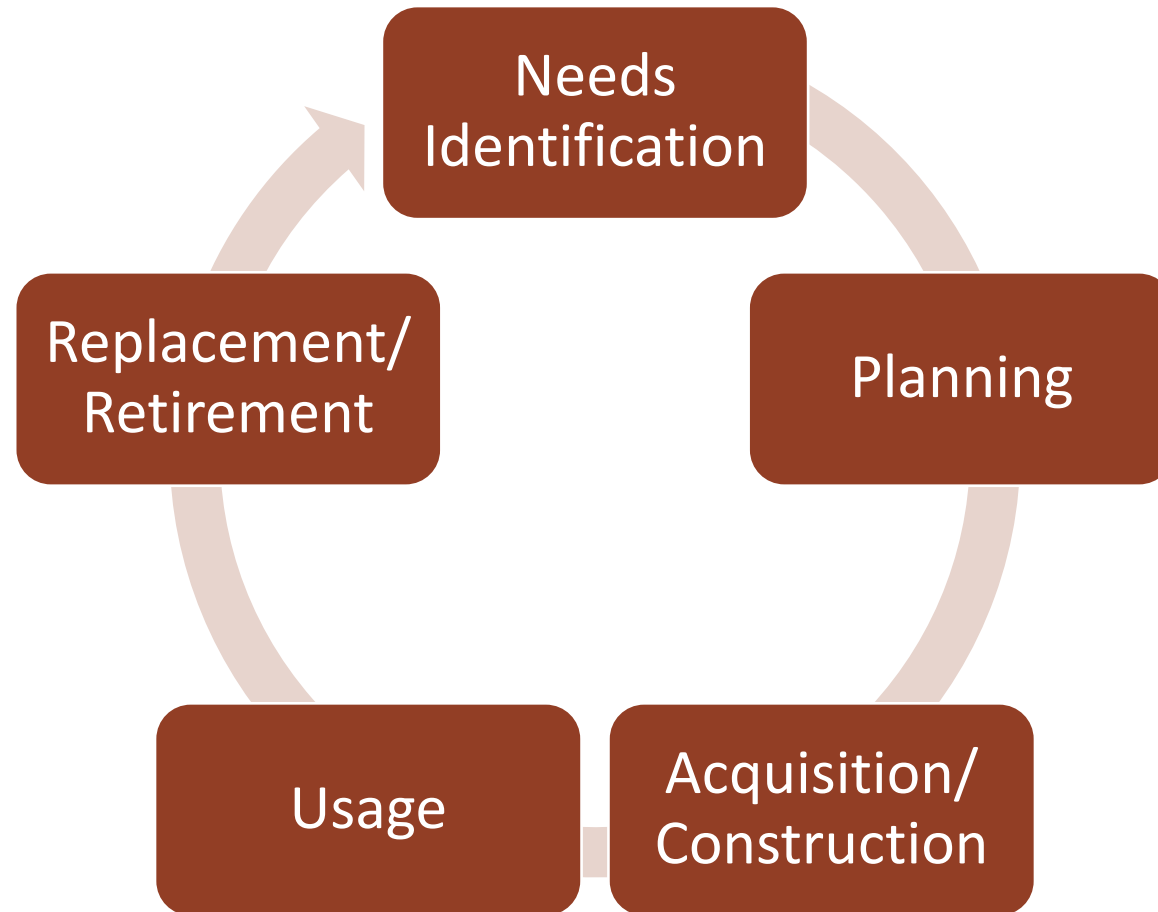 Needs
Identification
Planning
Acquisition/
Construction
Usage
Replacement/
Retirement